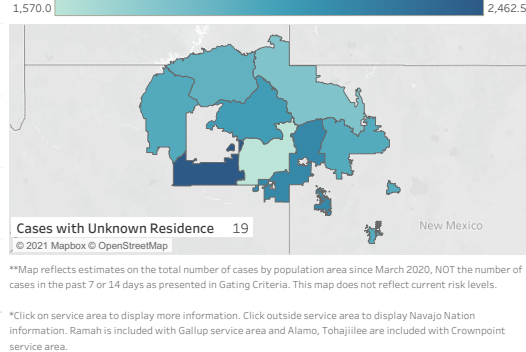 1,570.0 2,462.5
New Mexico
Cases with Unknown Residence 19
© 2021 Mapbox © OpenStreetMap
**Map reflects estimates on the total number of cases by population area since March 2020, NOT the number of
cases in the past 7 or 14 days as presented in Gating Criteria. This map does not reflect current risk levels.
*Click on service area to display more information. Click outside service area to display Navajo Nation
information. Ramah is included with Gallup service area and Alamo, Tohajiilee are included with Crownpoint
service area.